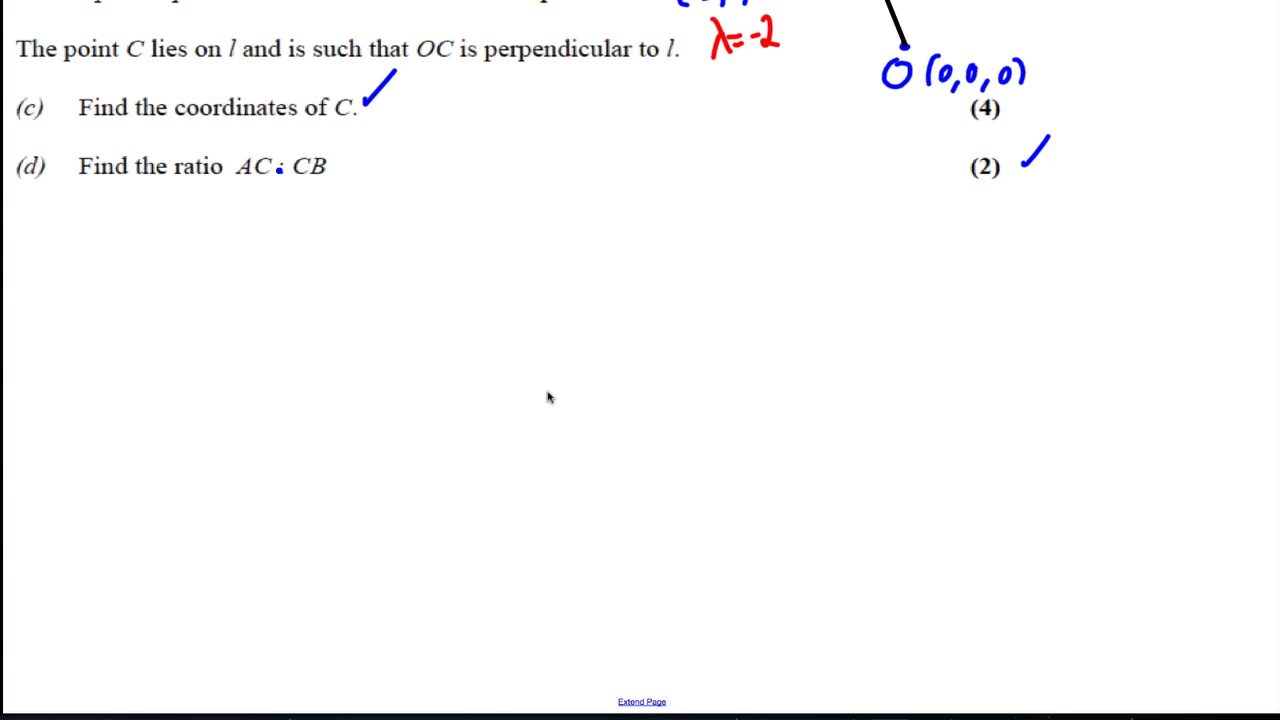 The point C lies on l and is such that OC is perpendicular to l. λ=-2
O (0,0,0)
(c) Find the coordinates of C. (4)
(d) Find the ratio AC : CB (2)
Extend Page